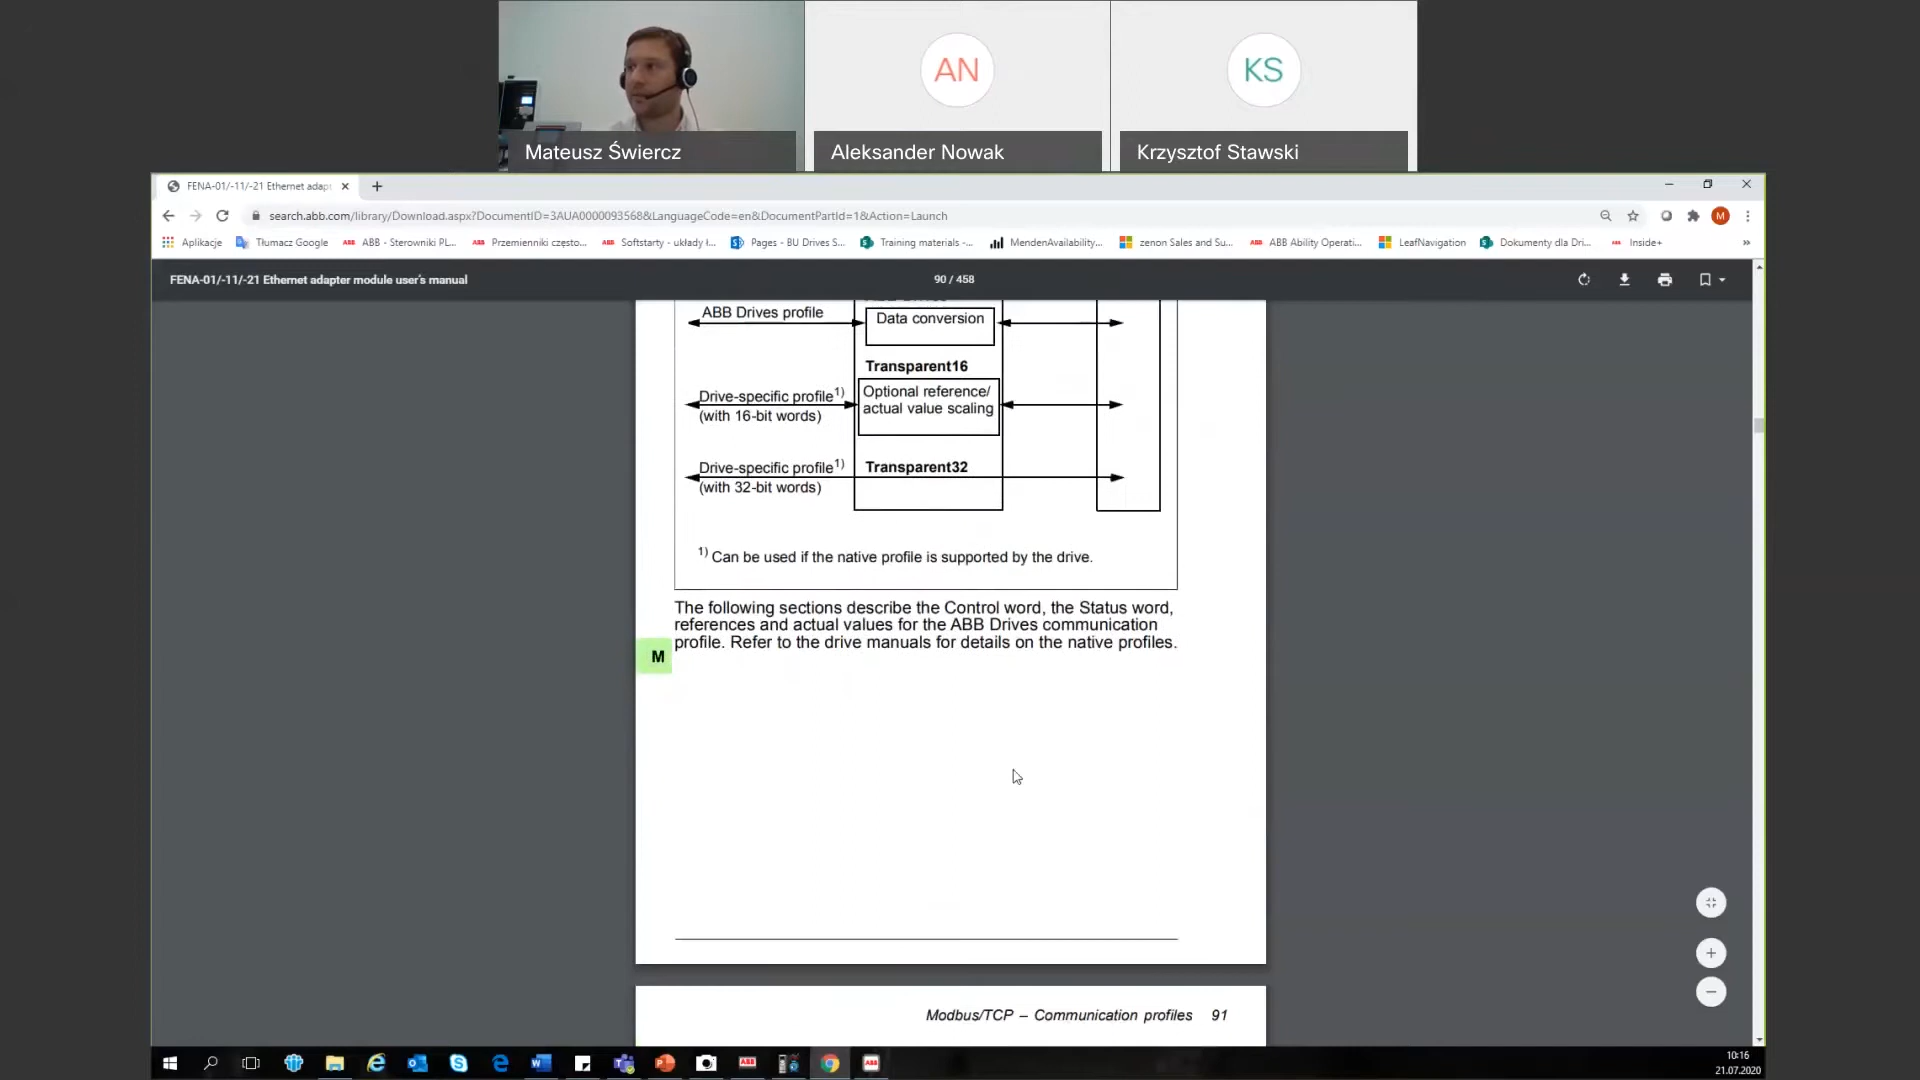 AN
KS
Mateusz Świercz
Aleksander Nowak
Krzysztof Stawski
FENA-01/-11/-21 Ethernet adapt
search.abb.com/library/Download.aspx?DocumentID=3AUA0000093568&LanguageCode=en&DocumentPartId=1&Action=Launch
M
Aplikacje
Tłumacz Google
ABB - Sterowniki PL...
Przemienniki często...
Softstarty - układy ł...
Pages - BU Drives S...
Training materials -...
MendenAvailability...
zenon Sales and Su...
ABB Ability Operati...
LeafNavigation
Dokumenty dla Dri...
Inside+
»
FENA-01/-11/-21 Ethernet adapter module user's manual
90 / 458
ABB Drives profile
Data conversion
Transparent16
Drive-specific profile1)
(with 16-bit words)
Optional reference/
actual value scaling
Drive-specific profile1)
(with 32-bit words)
Transparent32
1) Can be used if the native profile is supported by the drive.
The following sections describe the Control word, the Status word,
references and actual values for the ABB Drives communication
profile. Refer to the drive manuals for details on the native profiles.
M
Modbus/TCP – Communication profiles 91
10:16
21.07.2020